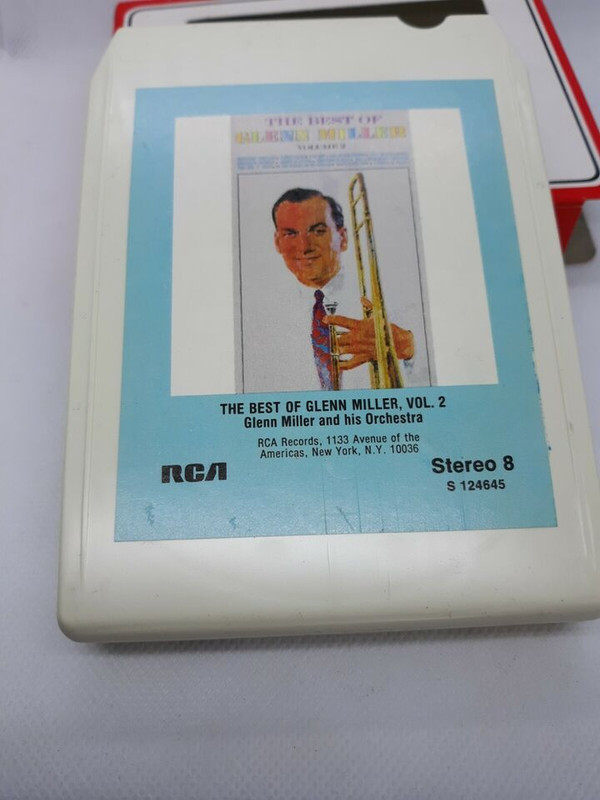 THE BEST OF
GLENN MILLER
VOLUME 2
THE BEST OF GLENN MILLER, VOL. 2
Glenn Miller and his Orchestra
RCA Records, 1133 Avenue of the
Americas, New York, N.Y. 10036
RCA
Stereo 8
S 124645